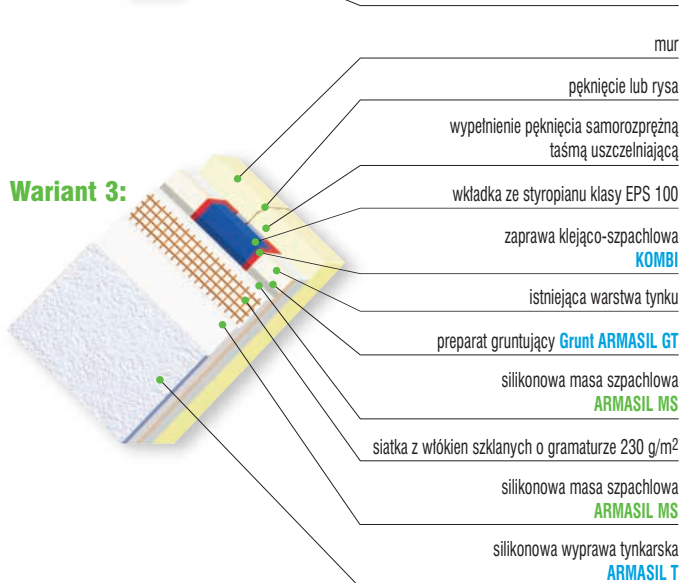 mur
pęknięcie lub rysa
wypełnienie pęknięcia samorozprężną
taśmą uszczelniającą
Wariant 3:
wkładka ze styropianu klasy EPS 100
zaprawa klejąco-szpachlowa
KOMBI
istniejąca warstwa tynku
preparat gruntujący Grunt ARMASIL GT
silikonowa masa szpachlowa
ARMASIL MS
siatka z włókien szklanych o gramaturze 230 g/m2
silikonowa masa szpachlowa
ARMASIL MS
silikonowa wyprawa tynkarska
ARMASIL T